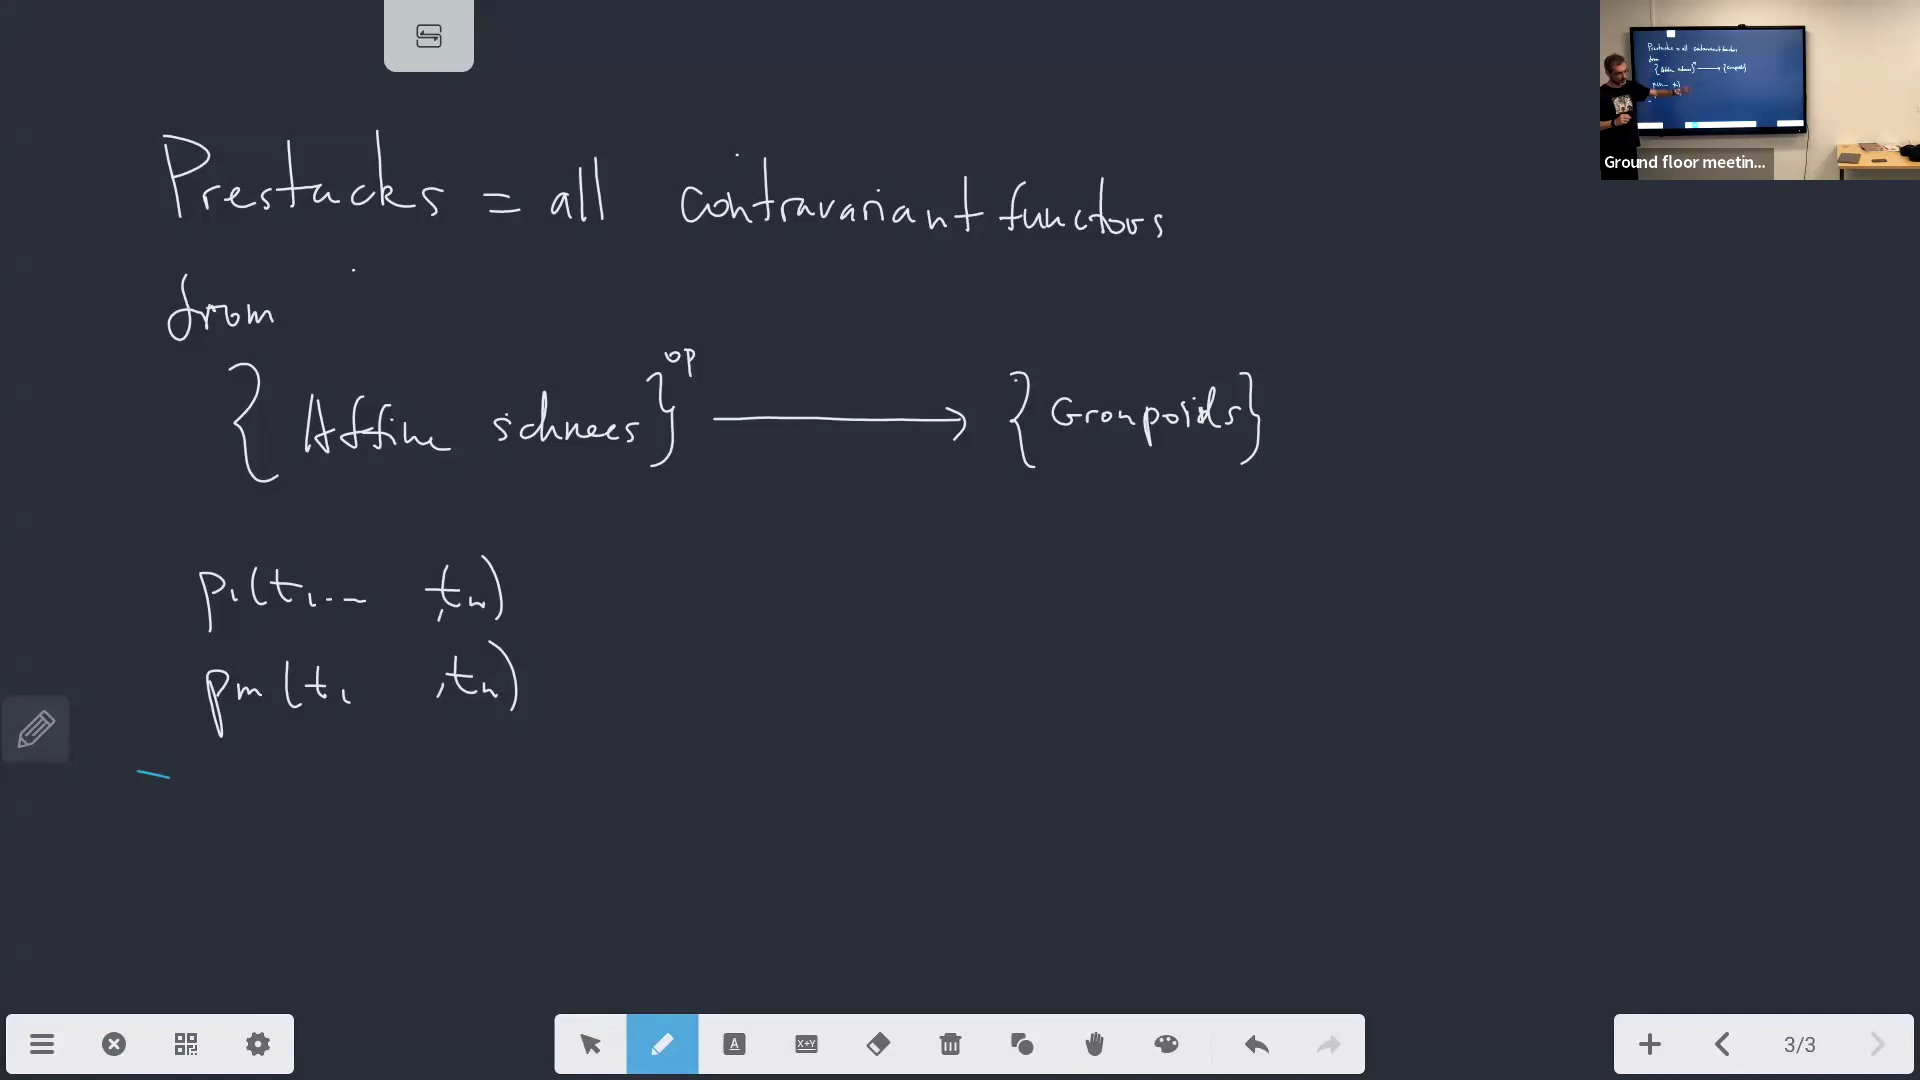 Prestacks = all contravariant functors
from
{ Affine schmees }^op ⟶ { Groupoids }
p₁(t₁.-- , tₙ)
pm(t₁ , tₙ)
Ground floor meetin...
A
X+Y
3/3